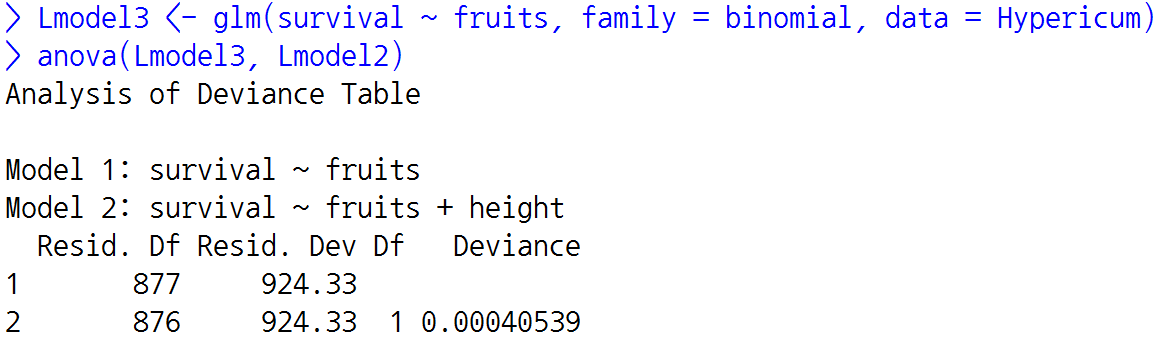 > Lmodel3 <- glm(survival ~ fruits, family = binomial, data = Hypericum)
> anova(Lmodel3, Lmodel2)
Analysis of Deviance Table

Model 1: survival ~ fruits
Model 2: survival ~ fruits + height
  Resid. Df Resid. Dev Df   Deviance
1       877     924.33
2       876     924.33  1 0.00040539